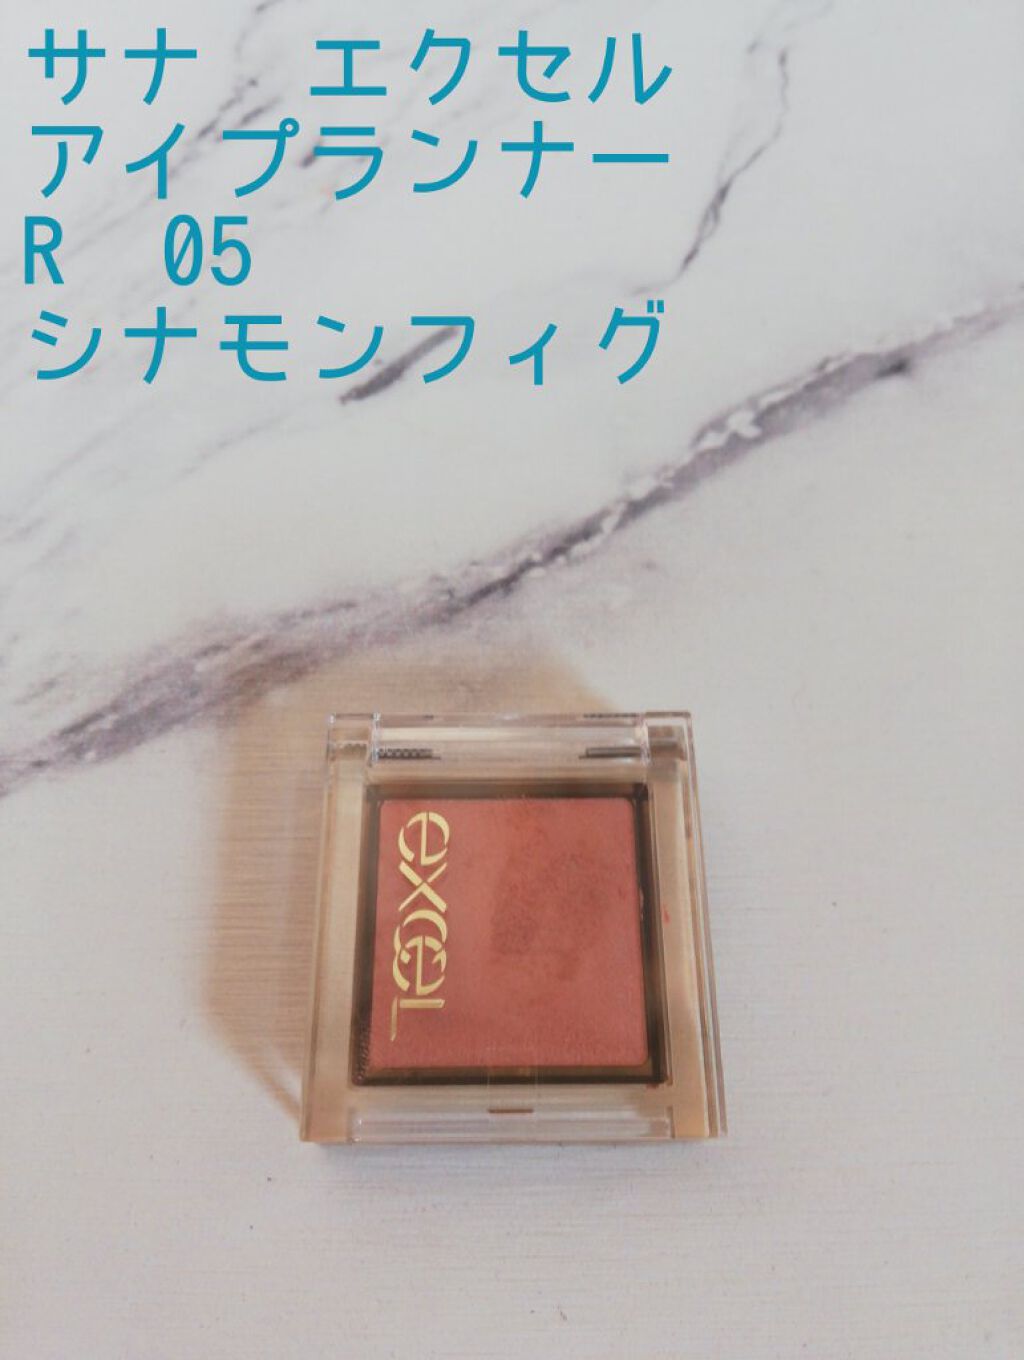 サナ　エクセル
アイプランナー
R　05
シナモンフィグ
excel